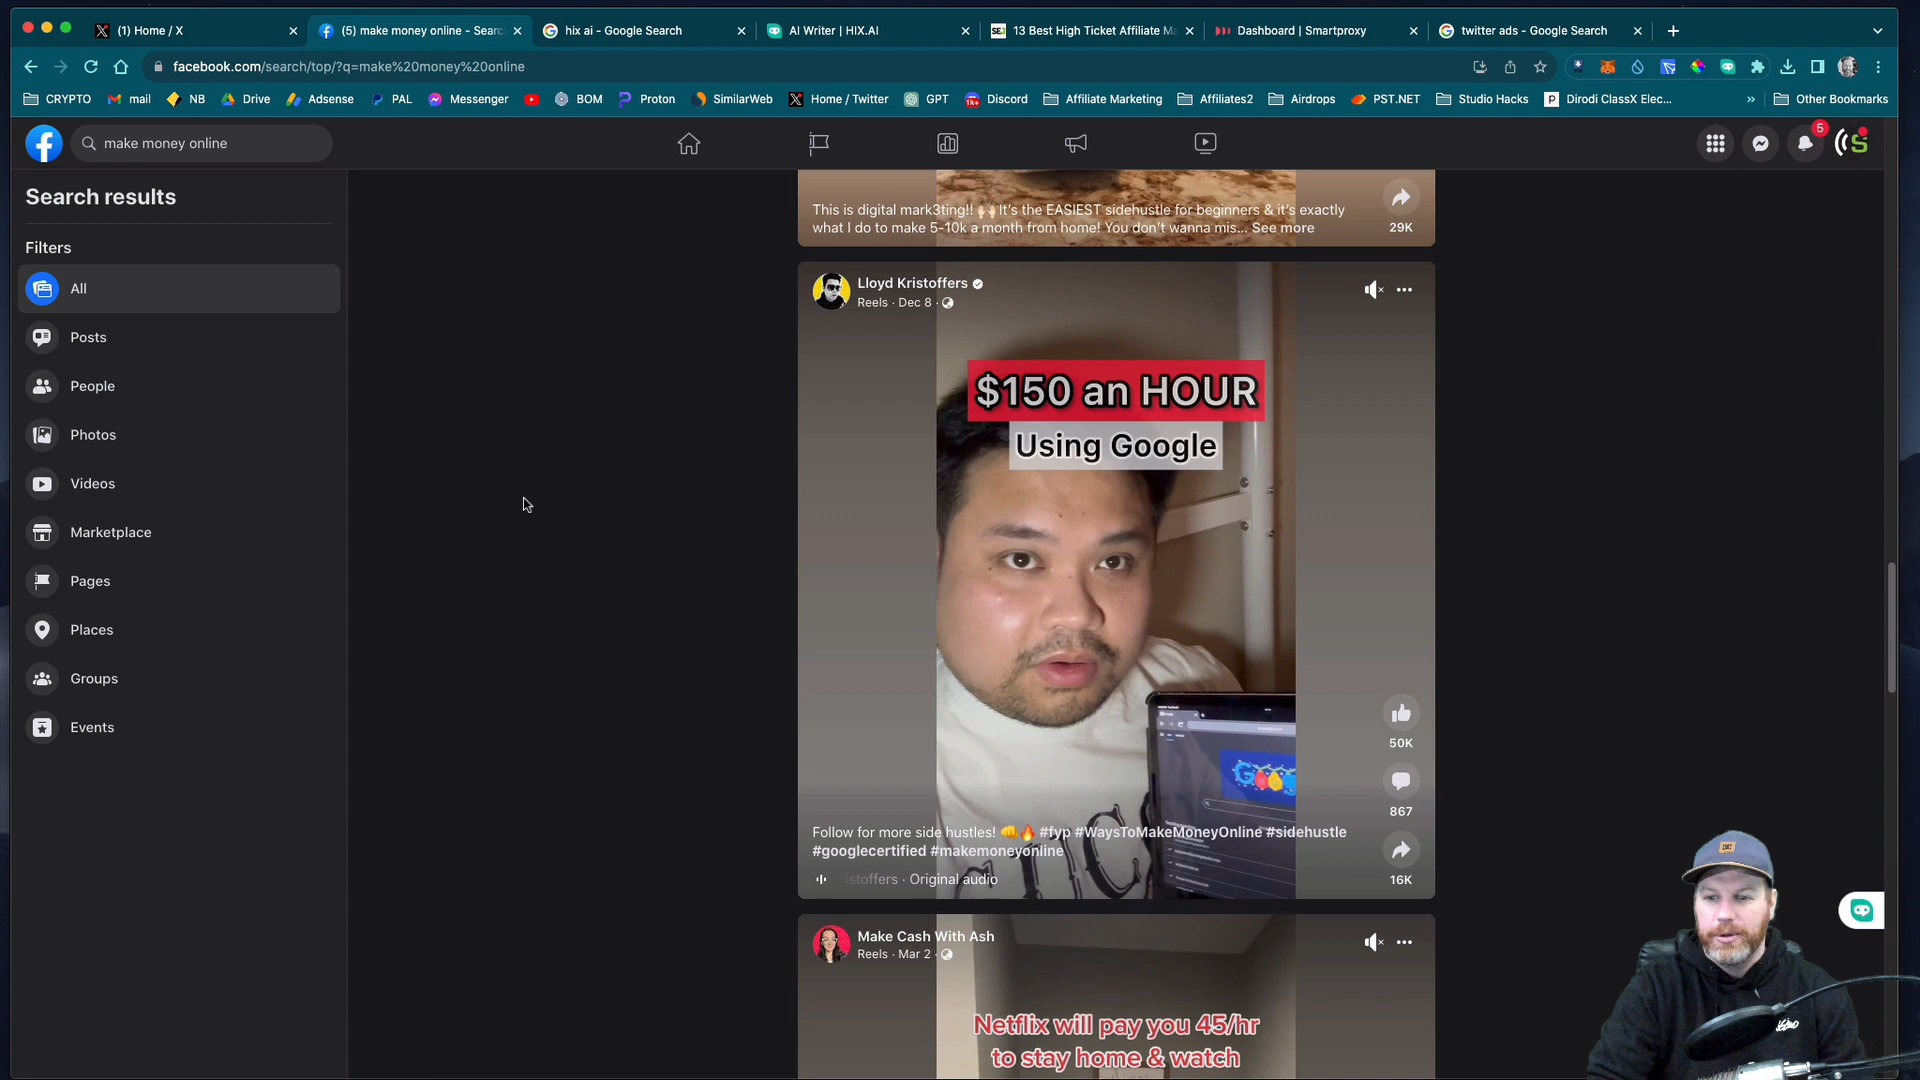 (1) Home / X
(5) make money online - Searc
hix ai - Google Search
AI Writer | HIX.AI
13 Best High Ticket Affiliate Ma
Dashboard | Smartproxy
twitter ads - Google Search
facebook.com/search/top/?q=make%20money%20online
CRYPTO
mail
NB
Drive
Adsense
PAL
Messenger
BOM
Proton
SimilarWeb
Home / Twitter
GPT
Discord
Affiliate Marketing
Affiliates2
Airdrops
PST.NET
Studio Hacks
Dirodi ClassX Elec...
Other Bookmarks
make money online
5
Search results
Filters
All
Posts
People
Photos
Videos
Marketplace
Pages
Places
Groups
Events
This is digital mark3ting!! 🙌🏻 It's the EASIEST sidehustle for beginners & it's exactly
what I do to make 5-10k a month from home! You don't wanna mis... See more
29K
Lloyd Kristoffers
Reels · Dec 8 ·
$150 an HOUR
Using Google
50K
867
Follow for more side hustles! 👊🔥 #fyp #WaysToMakeMoneyOnline #sidehustle
#googlecertified #makemoneyonline
istoffers · Original audio
16K
Make Cash With Ash
Reels · Mar 2 ·
Netflix will pay you 45/hr
to stay home & watch